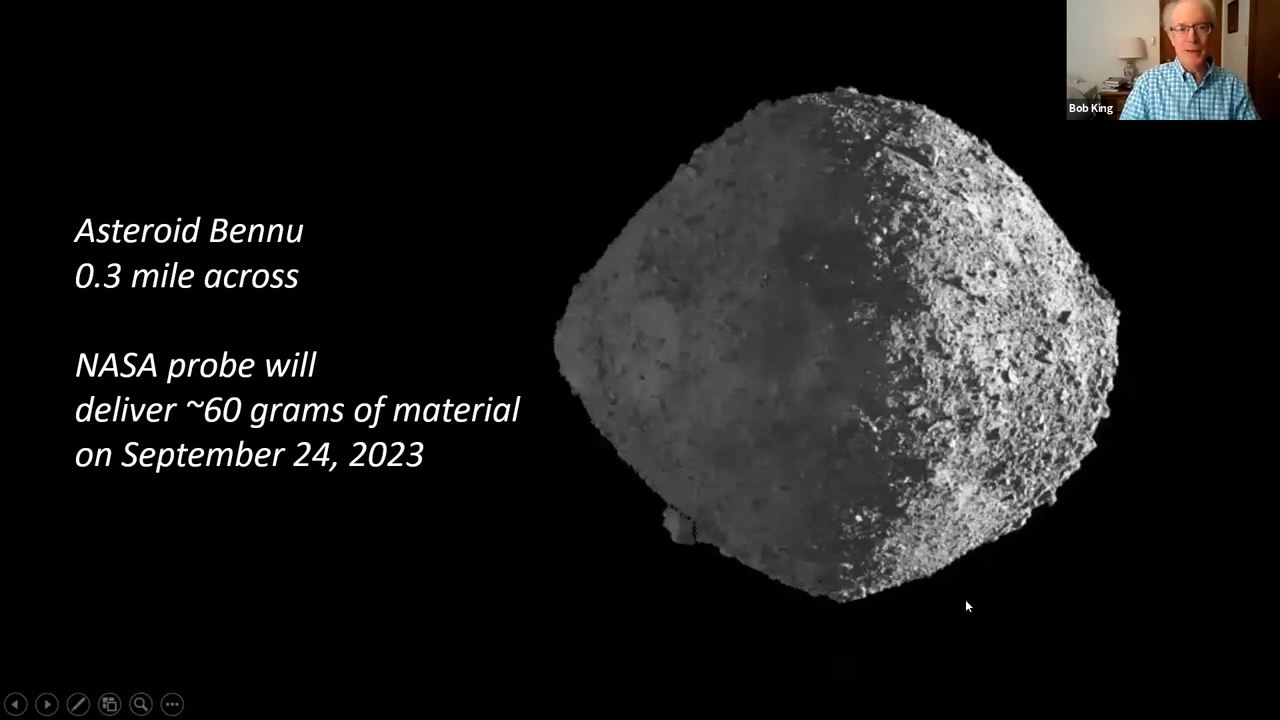 Bob King
Asteroid Bennu
0.3 mile across
NASA probe will
deliver ~60 grams of material
on September 24, 2023